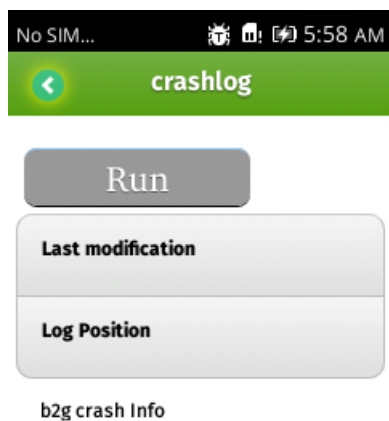 No SIM... 5:58 AM
crashlog
Run
Last modification
Log Position
b2g crash Info